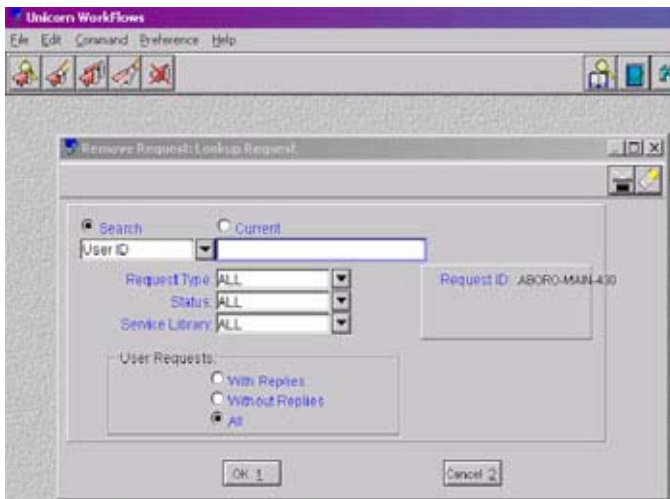 Unicorn WorkFlows
File Edit Command Preference Help
Remove Request: Lookup Request
Search Current
User ID
Request Type: ALL Request ID: ABORO-MAIN-430
Status: ALL
Service Library: ALL
User Requests:
With Replies
Without Replies
All
OK 1 Cancel 2